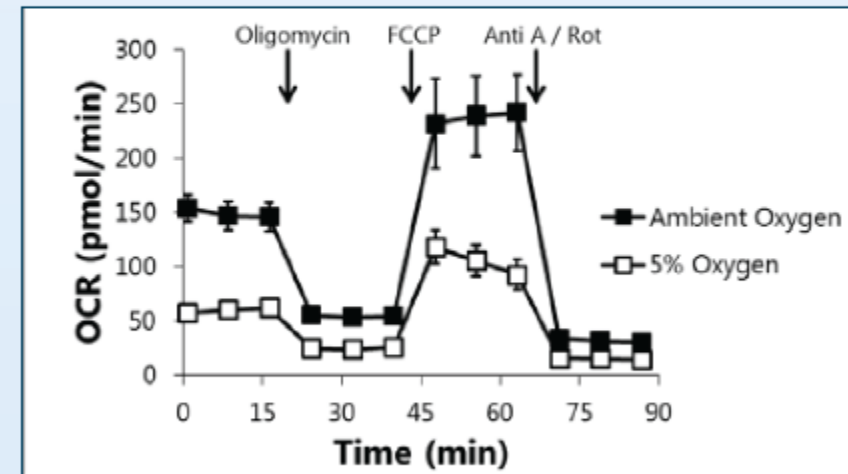 Oligomycin FCCP Anti A / Rot
300
250
200
150
100
50
0
OCR (pmol/min)
Ambient Oxygen
5% Oxygen
0 15 30 45 60 75 90
Time (min)